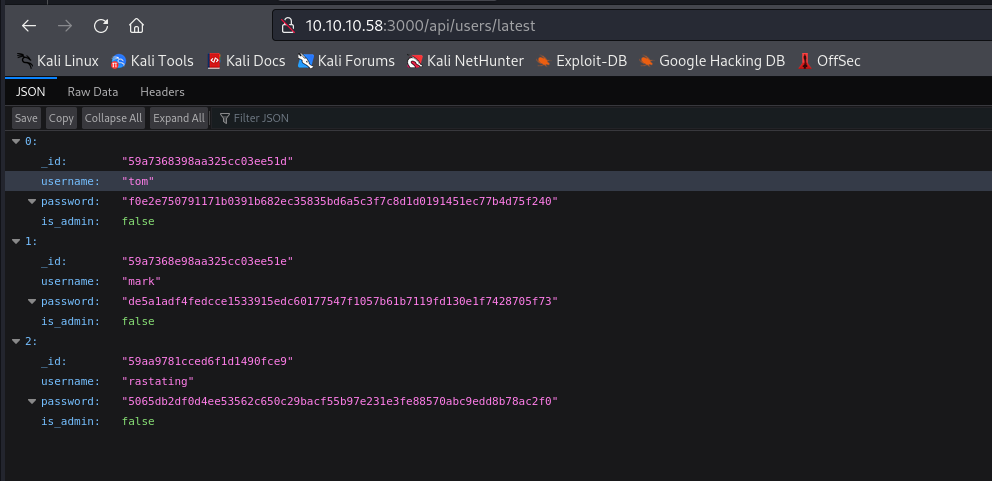 10.10.10.58:3000/api/users/latest
Kali Linux Kali Tools Kali Docs Kali Forums Kali NetHunter Exploit-DB Google Hacking DB OffSec
JSON Raw Data Headers
Save Copy Collapse All Expand All Filter JSON
0:
_id: "59a7368398aa325cc03ee51d"
username: "tom"
password: "f0e2e750791171b0391b682ec35835bd6a5c3f7c8d1d0191451ec77b4d75f240"
is_admin: false
1:
_id: "59a7368e98aa325cc03ee51e"
username: "mark"
password: "de5a1adf4fedcce1533915edc60177547f1057b61b7119fd130e1f7428705f73"
is_admin: false
2:
_id: "59aa9781cced6f1d1490fce9"
username: "rastating"
password: "5065db2df0d4ee53562c650c29bacf55b97e231e3fe88570abc9edd8b78ac2f0"
is_admin: false